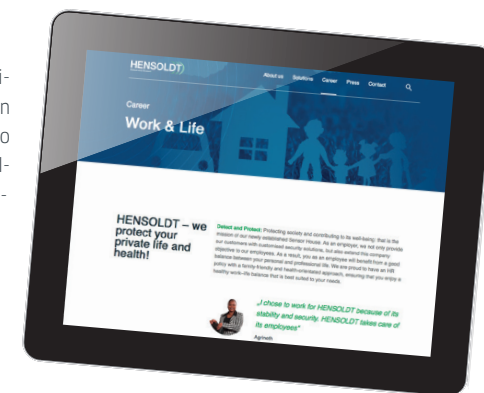 i-
n
o
l-
-
HENSOLDT
About us Solutions Career Press Contact
Career
Work & Life
HENSOLDT – we
protect your
private life and
health!
Detect and Protect: Protecting society and contributing to its well-being: that is the
mission of our newly established Sensor House. As an employer, we not only provide
our customers with customised security solutions, but also extend this company
objective to our employees. As a result, you as an employee will benefit from a good
balance between your personal and professional life. We are proud to have an HR
policy with a family-friendly and health-oriented approach, ensuring that you enjoy a
healthy work–life balance that is best suited to your needs.
„I chose to work for HENSOLDT because of its
stability and security. HENSOLDT takes care of
its employees"